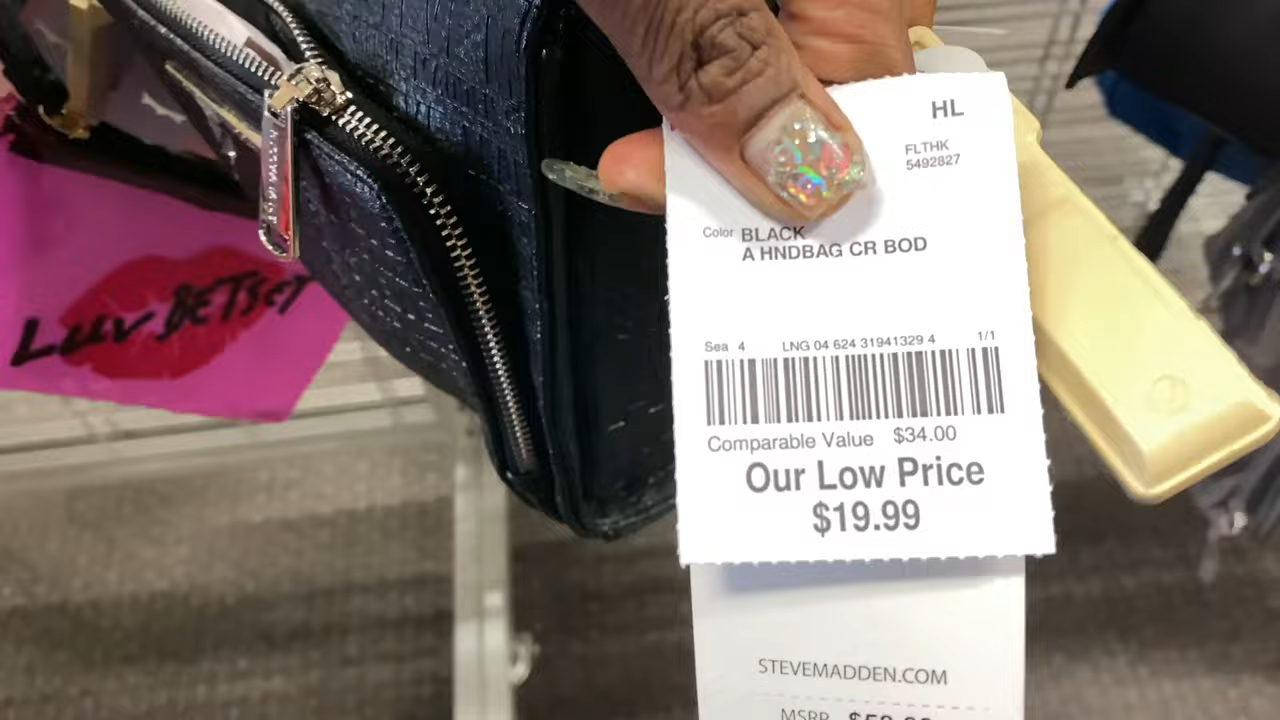 HL
FLTHK
5492827
Color BLACK
A HNDBAG CR BOD
Sea 4 LNG 04 624 31941329 4 1/1
Comparable Value $34.00
Our Low Price
$19.99
STEVEMADDEN.COM
MSRP
LUV BETSEY